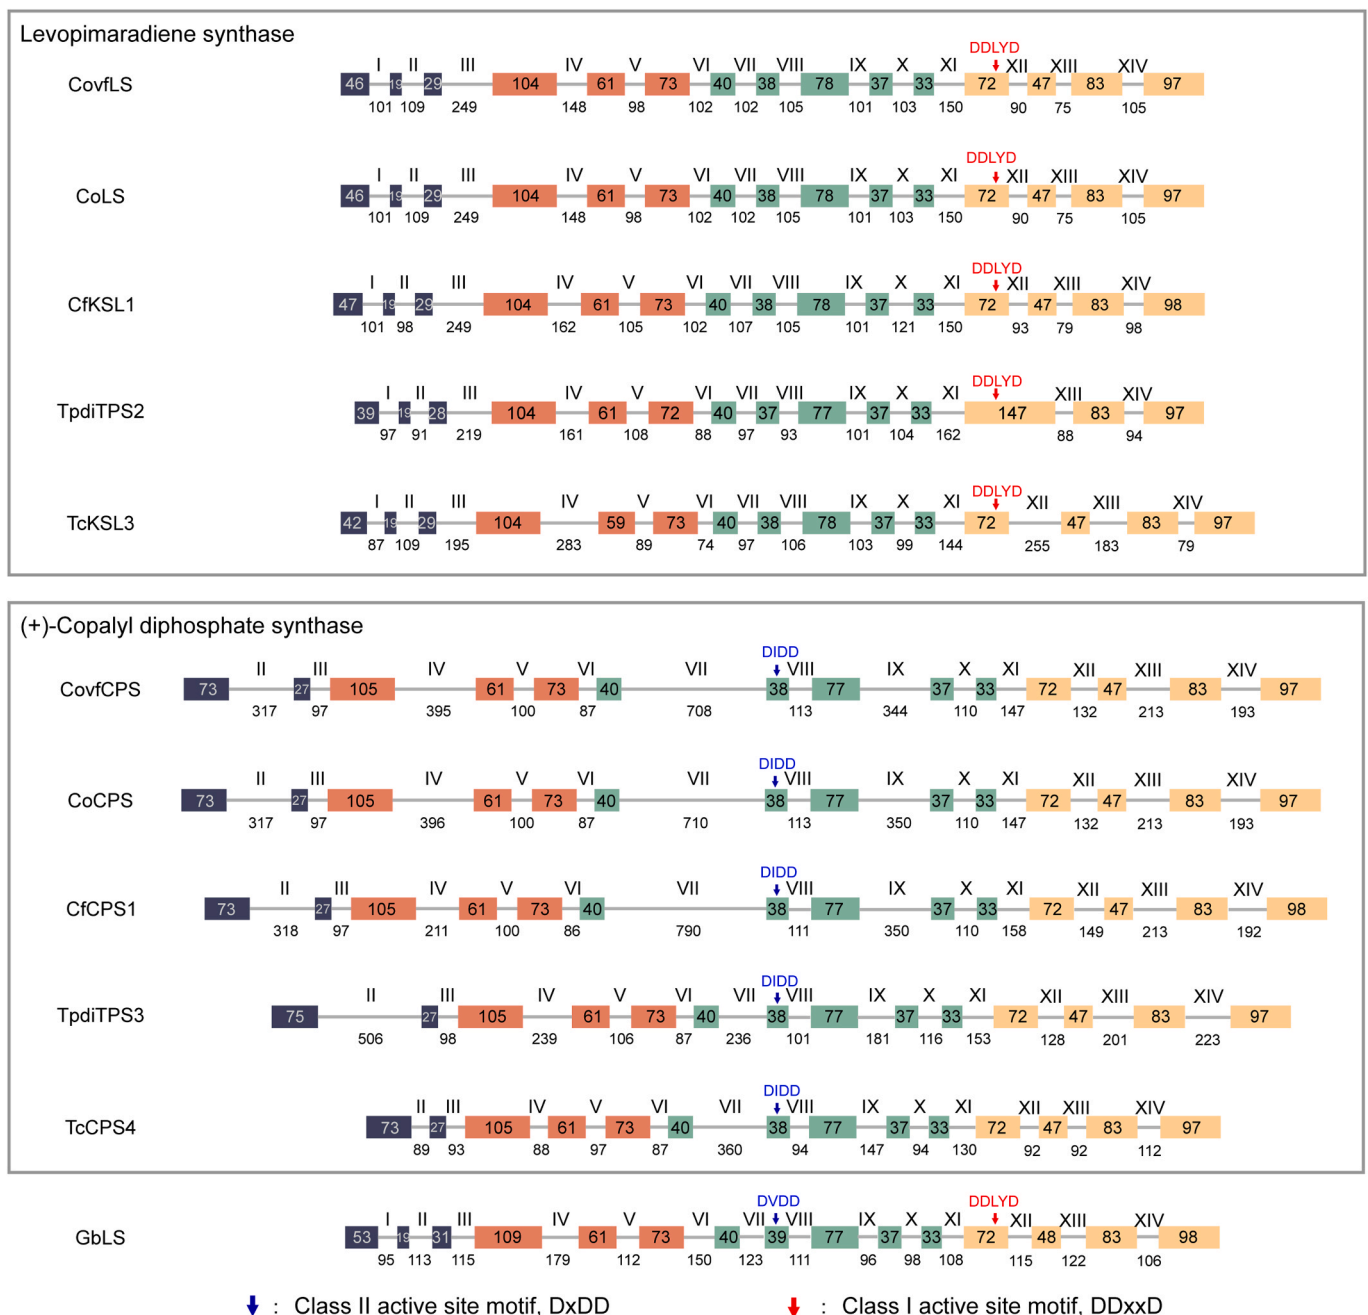 Levopimaradiene synthase
DDLYD
I II III IV V VI VII VIII IX X XI XII XIII XIV
CovfLS 46 19 29 104 61 73 40 38 78 37 33 72 47 83 97
101 109 249 148 98 102 102 105 101 103 150 90 75 105
DDLYD
I II III IV V VI VII VIII IX X XI XII XIII XIV
CoLS 46 19 29 104 61 73 40 38 78 37 33 72 47 83 97
101 109 249 148 98 102 102 105 101 103 150 90 75 105
DDLYD
I II III IV V VI VII VIII IX X XI XII XIII XIV
CfKSL1 47 19 29 104 61 73 40 38 78 37 33 72 47 83 98
101 98 249 162 105 102 107 105 101 121 150 93 79 98
DDLYD
I II III IV V VI VII VIII IX X XI XIII XIV
TpdiTPS2 39 19 28 104 61 72 40 37 77 37 33 147 83 97
97 91 219 161 108 88 97 93 101 104 162 88 94
DDLYD
I II III IV V VI VII VIII IX X XI XII XIII XIV
TcKSL3 42 19 29 104 59 73 40 38 78 37 33 72 47 83 97
87 109 195 283 89 74 97 106 103 99 144 255 183 79
(+)-Copalyl diphosphate synthase
DIDD
II III IV V VI VII VIII IX X XI XII XIII XIV
CovfCPS 73 27 105 61 73 40 38 77 37 33 72 47 83 97
317 97 395 100 87 708 113 344 110 147 132 213 193
DIDD
II III IV V VI VII VIII IX X XI XII XIII XIV
CoCPS 73 27 105 61 73 40 38 77 37 33 72 47 83 97
317 97 396 100 87 710 113 350 110 147 132 213 193
DIDD
II III IV V VI VII VIII IX X XI XII XIII XIV
CfCPS1 73 27 105 61 73 40 38 77 37 33 72 47 83 98
318 97 211 100 86 790 111 350 110 158 149 213 192
DIDD
II III IV V VI VII VIII IX X XI XII XIII XIV
TpdiTPS3 75 27 105 61 73 40 38 77 37 33 72 47 83 97
506 98 239 106 87 236 101 181 116 153 128 201 223
DIDD
II III IV V VI VII VIII IX X XI XII XIII XIV
TcCPS4 73 27 105 61 73 40 38 77 37 33 72 47 83 97
89 93 88 97 87 360 94 147 94 130 92 92 112
DVDD DDLYD
I II III IV V VI VII VIII IX X XI XII XIII XIV
GbLS 53 19 31 109 61 73 40 39 77 37 33 72 48 83 98
95 113 115 179 112 150 123 111 96 98 108 115 122 106
: Class II active site motif, DxDD : Class I active site motif, DDxxD